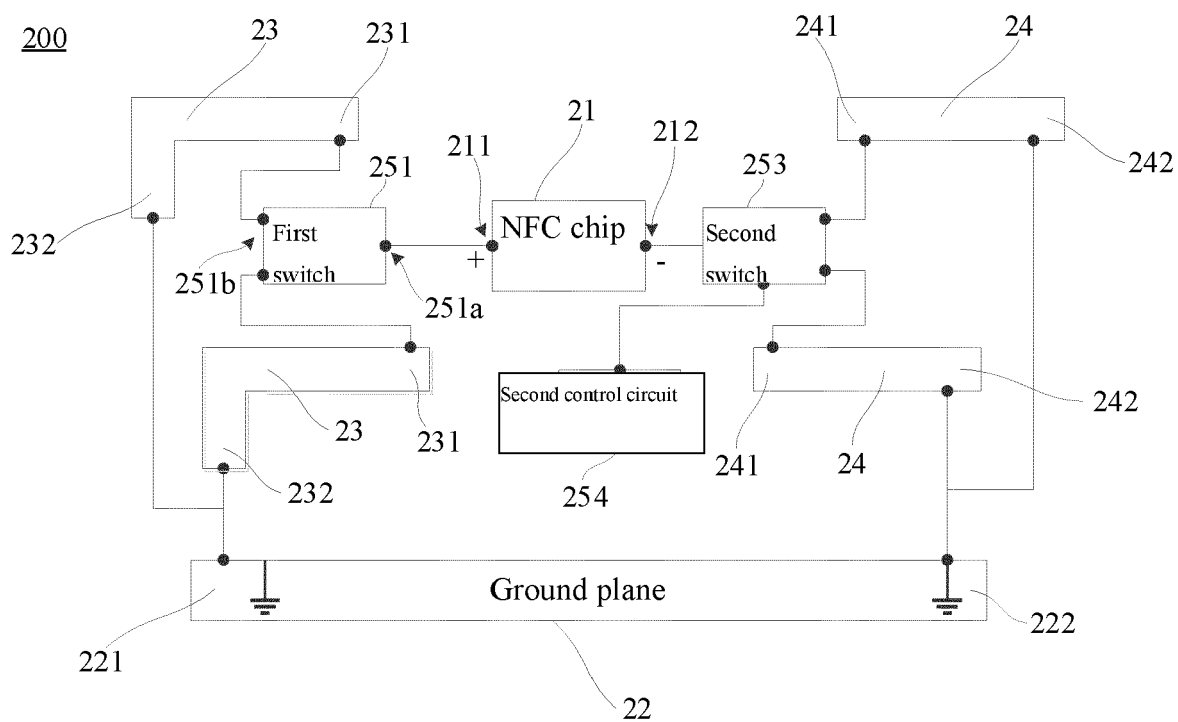 200
23
231
21
241
24
211
212
251
253
242
232
First
switch
NFC chip
Second
switch
251b
+
-
251a
23
231
Second control circuit
241
24
242
232
254
Ground plane
221
222
22